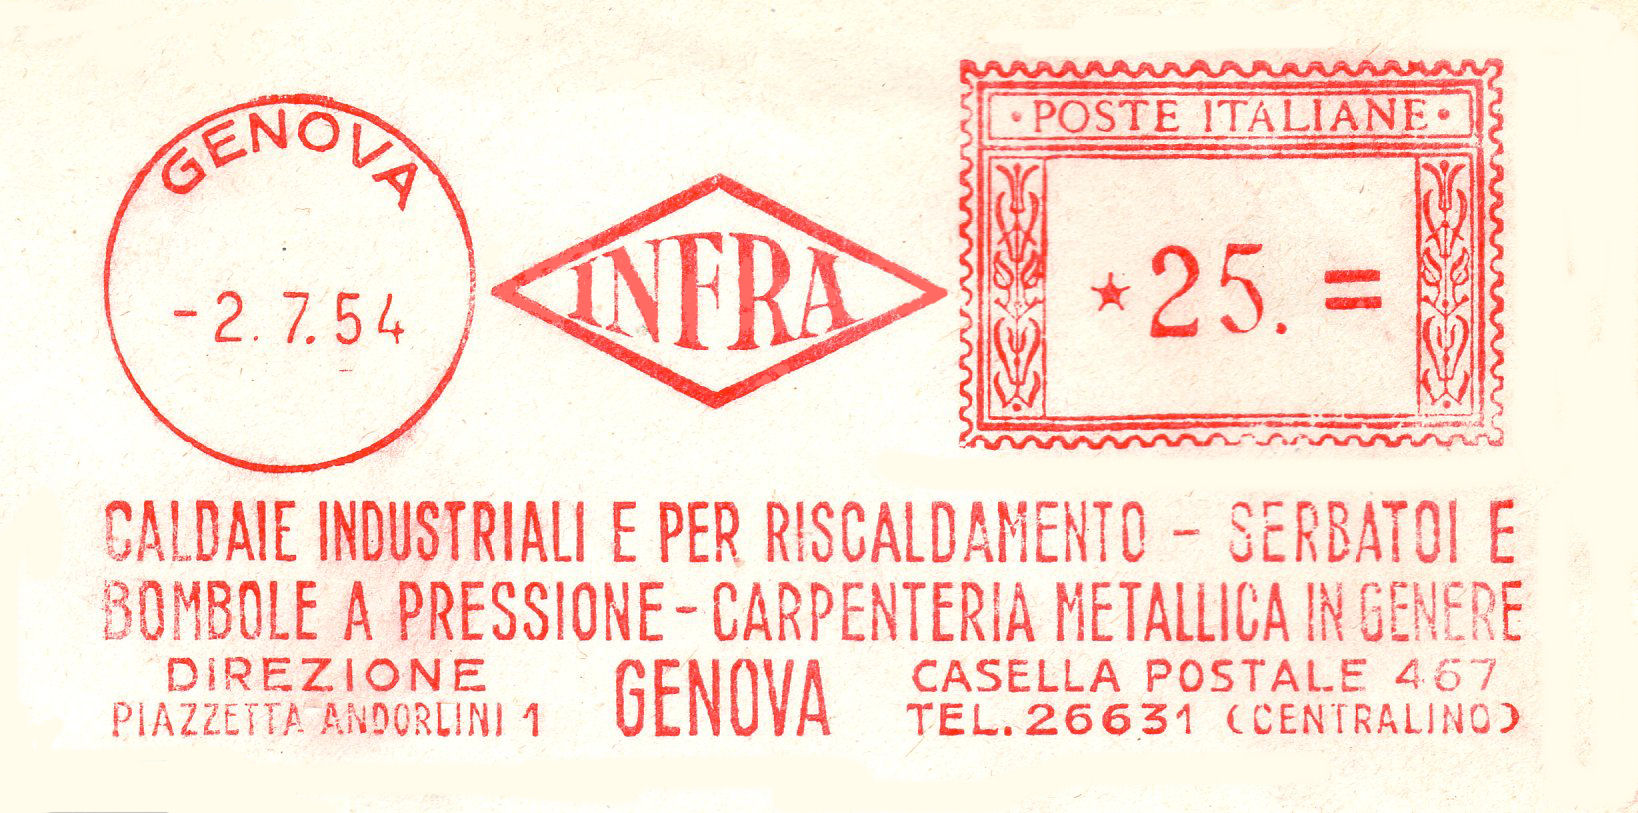 GENOVA
-2.7.54
INFRA
·POSTE ITALIANE·
★25.=
CALDAIE INDUSTRIALI E PER RISCALDAMENTO - SERBATOI E
BOMBOLE A PRESSIONE-CARPENTERIA METALLICA IN GENERE
DIREZIONE
PIAZZETTA ANDORLINI 1
GENOVA
CASELLA POSTALE 467
TEL. 26631 (CENTRALINO)